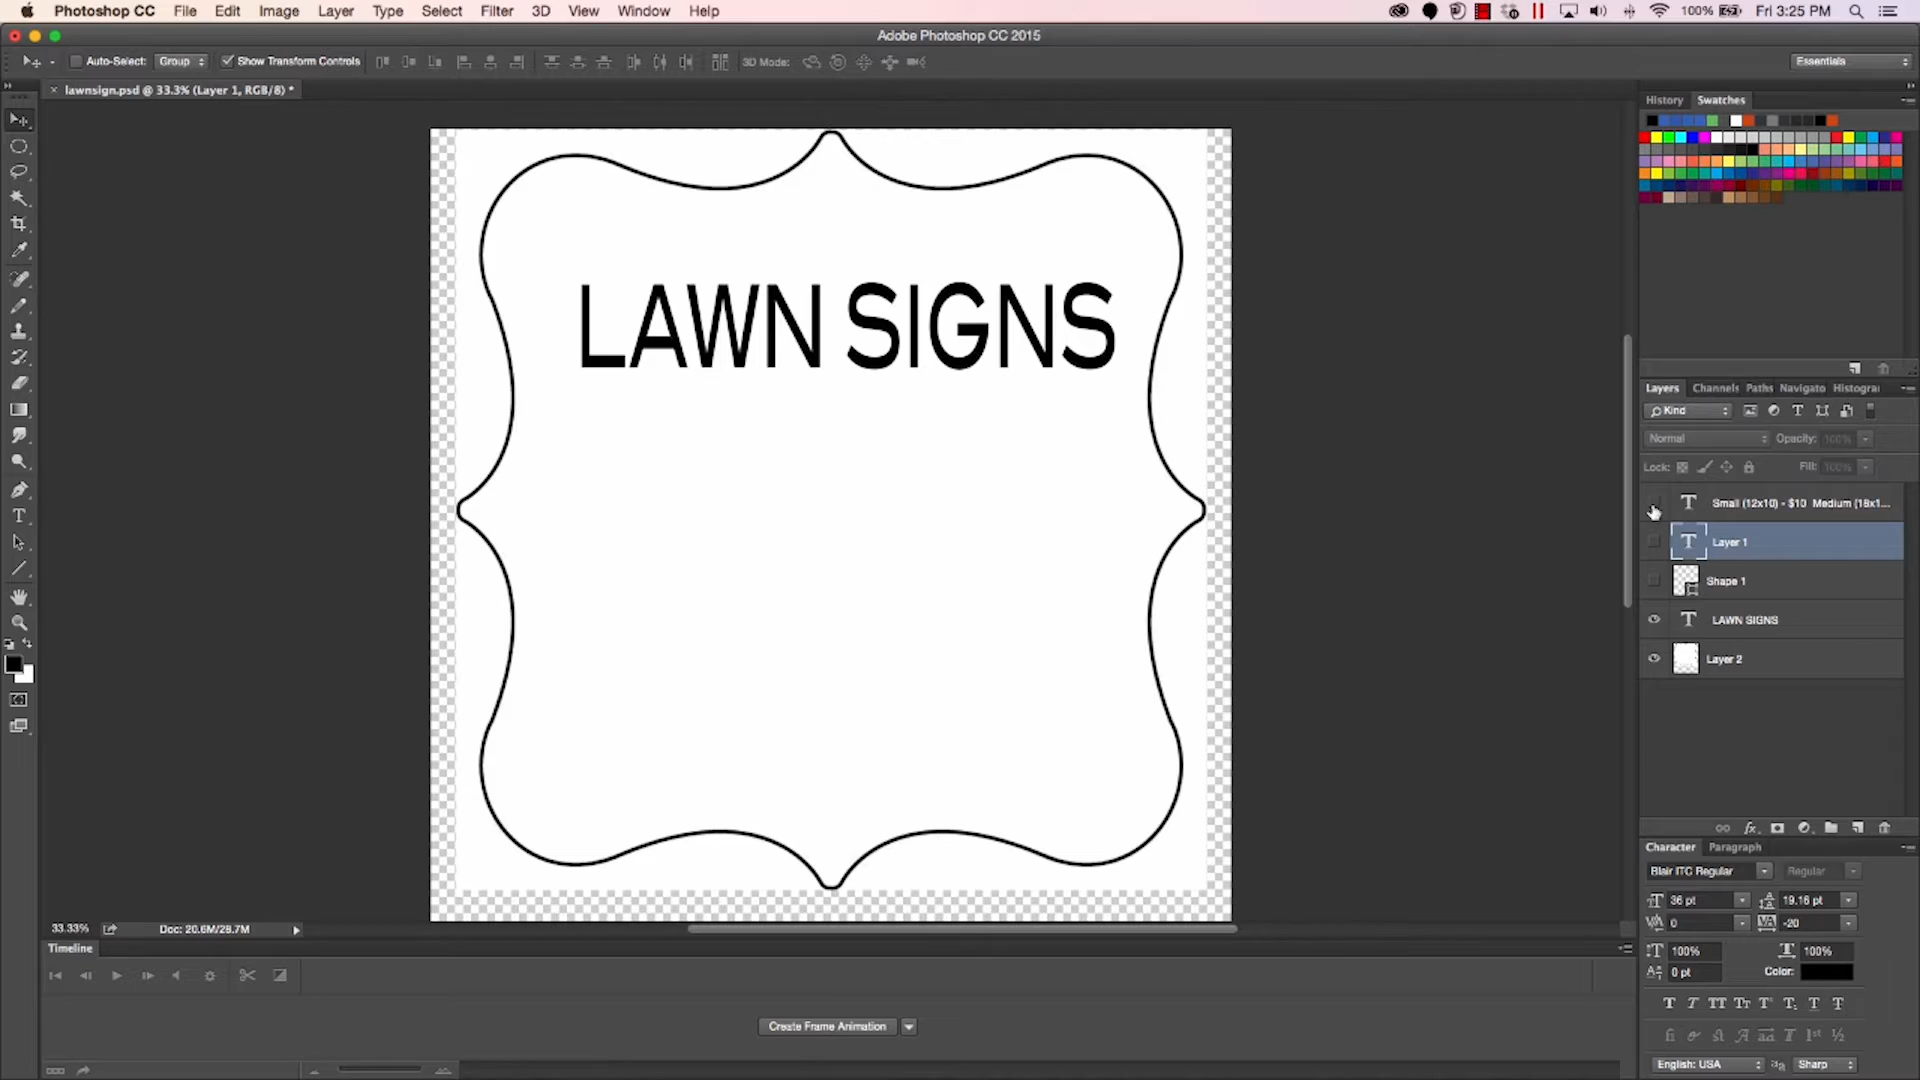 Photoshop CC File Edit Image Layer Type Select Filter 3D View Window Help 100% Fri 3:25 PM
Adobe Photoshop CC 2015
Auto-Select: Group Show Transform Controls 3D Mode: Essentials
lawnsign.psd @ 33.3% (Layer 1, RGB/8) *
History Swatches
LAWN SIGNS
Layers Channels Paths Navigato Histogra
Kind
Normal Opacity: 100%
Lock: Fill: 100%
Small (12x10) - $10 Medium (18x1...
Layer 1
Shape 1
LAWN SIGNS
Layer 2
Character Paragraph
Blair ITC Regular Regular
36 pt 19.16 pt
0 -20
100% 100%
0 pt Color:
English: USA Sharp
33.33% Doc: 20.6M/28.7M
Timeline
Create Frame Animation